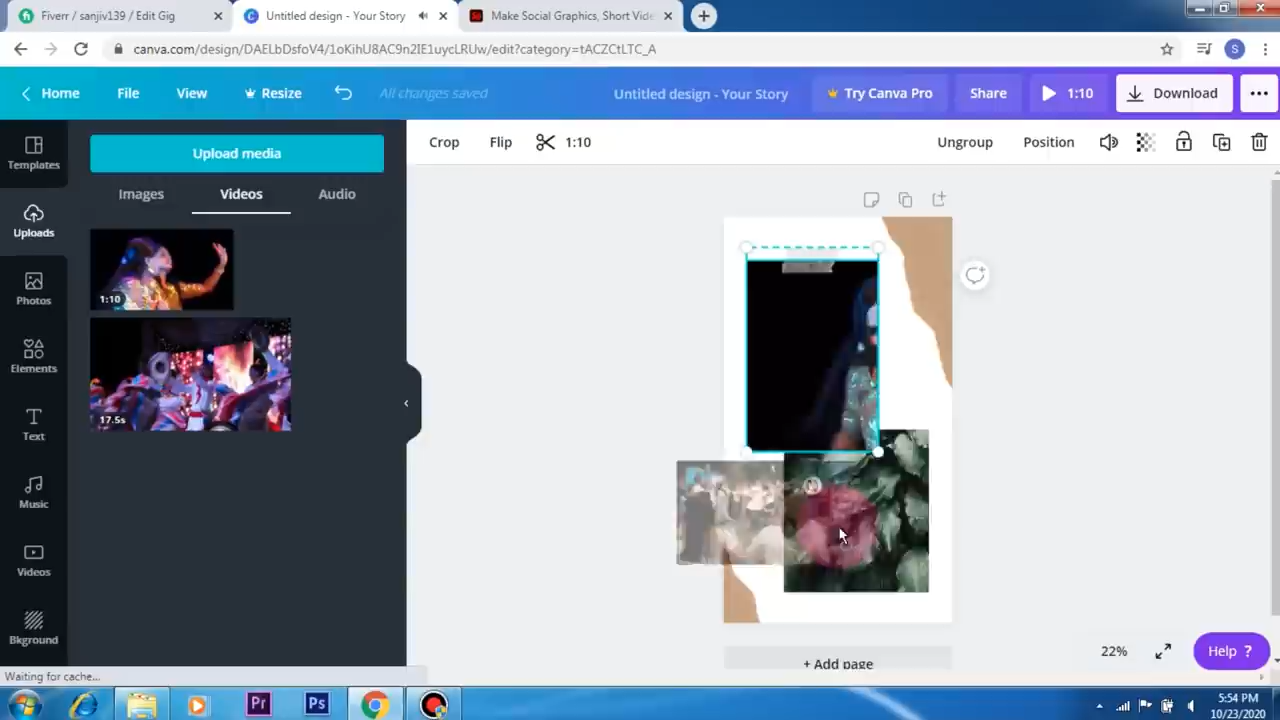 Fiverr / sanjiv139 / Edit Gig
Untitled design - Your Story
Make Social Graphics, Short Vide
canva.com/design/DAELbDsfoV4/1oKihU8AC9n2IE1uycLRUw/edit?category=tACZCtLTC_A
S
Home
File
View
Resize
All changes saved
Untitled design - Your Story
Try Canva Pro
Share
1:10
Download
Templates
Uploads
Photos
Elements
Text
Music
Videos
Bkground
Upload media
Images
Videos
Audio
1:10
17.5s
Crop
Flip
1:10
Ungroup
Position
+ Add page
22%
Help ?
Waiting for cache...
Pr
Ps
5:54 PM
10/23/2020